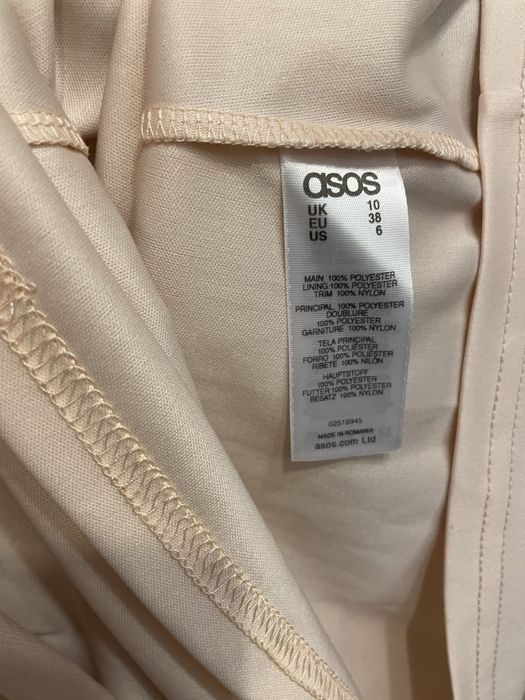 asos
UK 10
EU 38
US 6
MAIN 100% POLYESTER
LINING 100% POLYESTER
TRIM 100% NYLON
PRINCIPAL 100% POLYESTER
DOUBLURE
100% POLYESTER
GARNITURE 100% NYLON
TELA PRINCIPAL
100% POLIÉSTER
FORRO 100% POLIÉSTER
RIBETE 100% NILÓN
HAUPTSTOFF
100% POLYESTER
FUTTER 100% POLYESTER
BESATZ 100% NYLON
02518945
MADE IN ROMANIA
asos.com Ltd